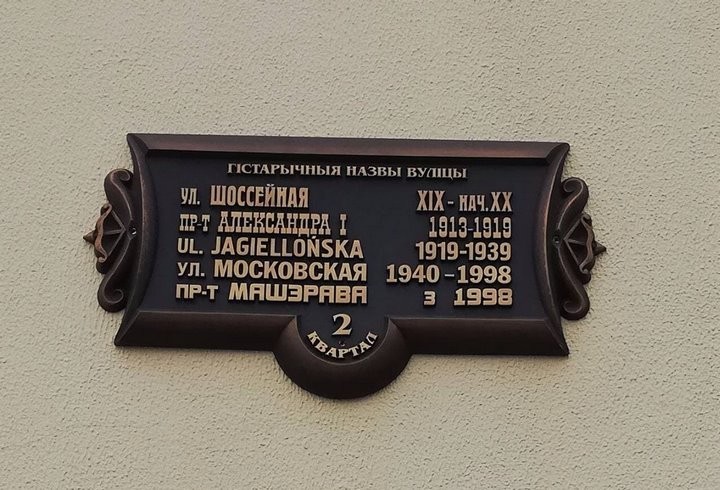 ГІСТАРЫЧНЫЯ НАЗВЫ ВУЛІЦЫ
УЛ. ШОССЕЙНАЯ XIX - НАЧ. XX
ПР-Т АЛЕКСАНДРА I 1913-1919
UL. JAGIELLOŃSKA 1919-1939
УЛ. МОСКОВСКАЯ 1940-1998
ПР-Т МАШЭРАВА З 1998
2
КВАРТАЛ